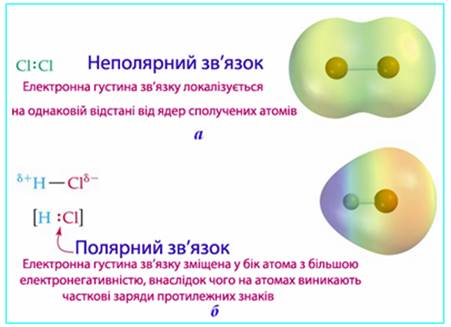 Cl:Cl Неполярний зв’язок
Електронна густина зв’язку локалізується
на однаковій відстані від ядер сполучених атомів
а
δ+H — Clδ−
[H :Cl]
Полярний зв’язок
Електронна густина зв’язку зміщена у бік атома з більшою
електронегативністю, внаслідок чого на атомах виникають
часткові заряди протилежних знаків
б